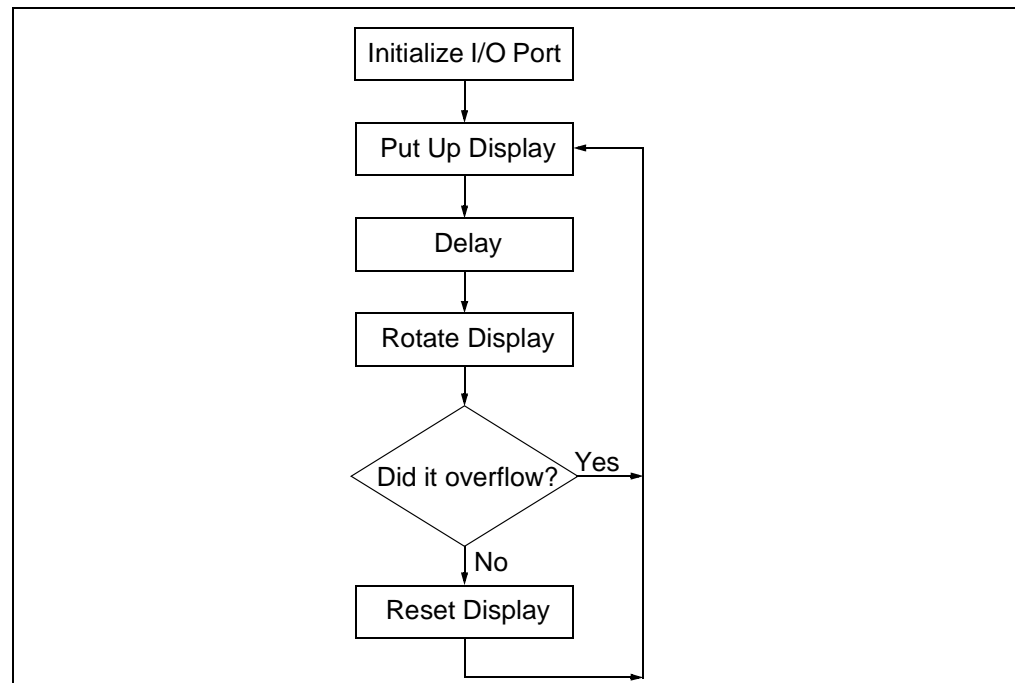 Initialize I/O Port
Put Up Display
Delay
Rotate Display
Did it overflow?
Yes
No
Reset Display